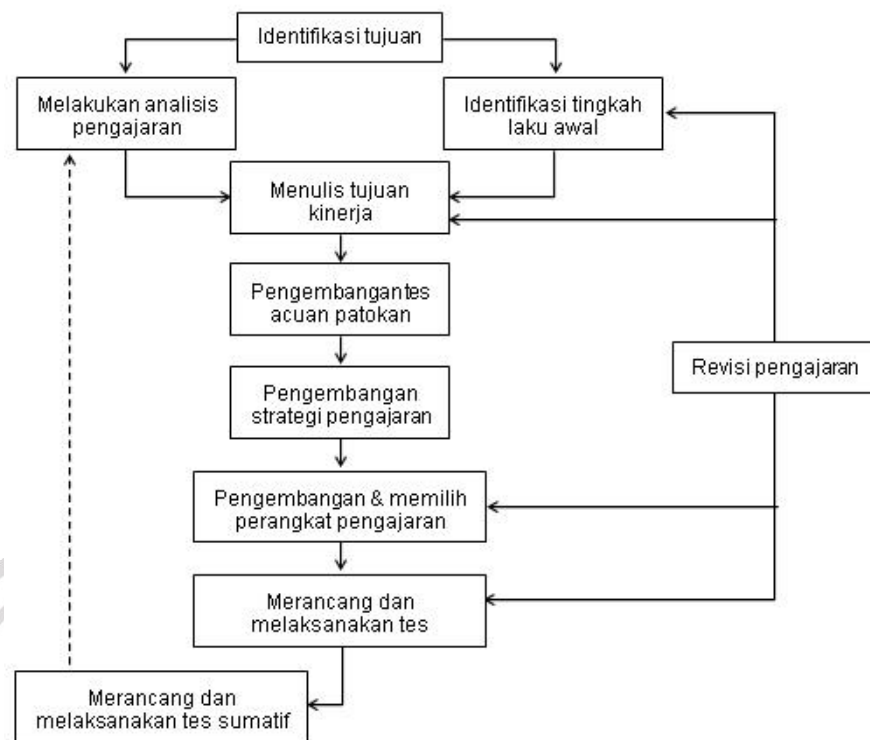 Identifikasi tujuan
Melakukan analisis
pengajaran
Identifikasi tingkah
laku awal
Menulis tujuan
kinerja
Pengembangantes
acuan patokan
Pengembangan
strategi pengajaran
Revisi pengajaran
Pengembangan & memilih
perangkat pengajaran
Merancang dan
melaksanakan tes
Merancang dan
melaksanakan tes sumatif